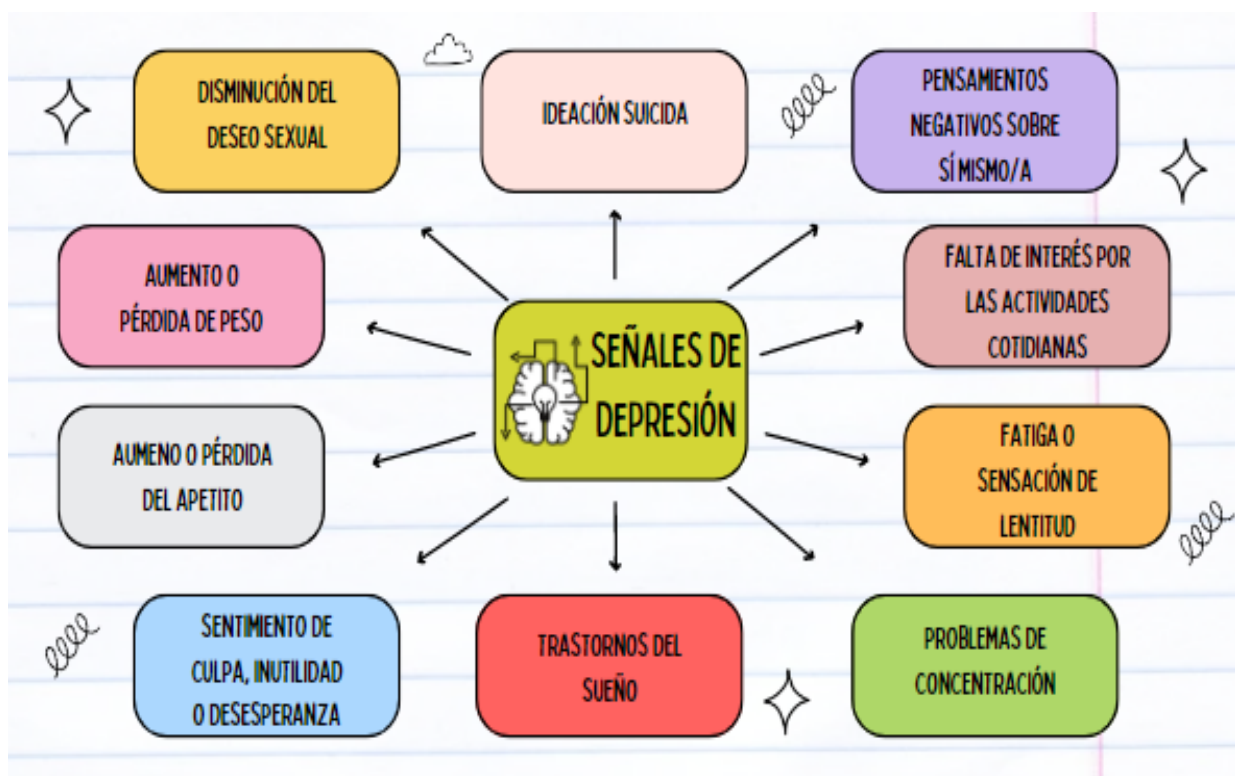 DISMINUCIÓN DEL
DESEO SEXUAL
IDEACIÓN SUICIDA
PENSAMIENTOS
NEGATIVOS SOBRE
SÍ MISMO/A
AUMENTO O
PÉRDIDA DE PESO
SEÑALES DE
DEPRESIÓN
FALTA DE INTERÉS POR
LAS ACTIVIDADES
COTIDIANAS
AUMENO O PÉRDIDA
DEL APETITO
FATIGA O
SENSACIÓN DE
LENTITUD
SENTIMIENTO DE
CULPA, INUTILIDAD
O DESESPERANZA
TRASTORNOS DEL
SUEÑO
PROBLEMAS DE
CONCENTRACIÓN